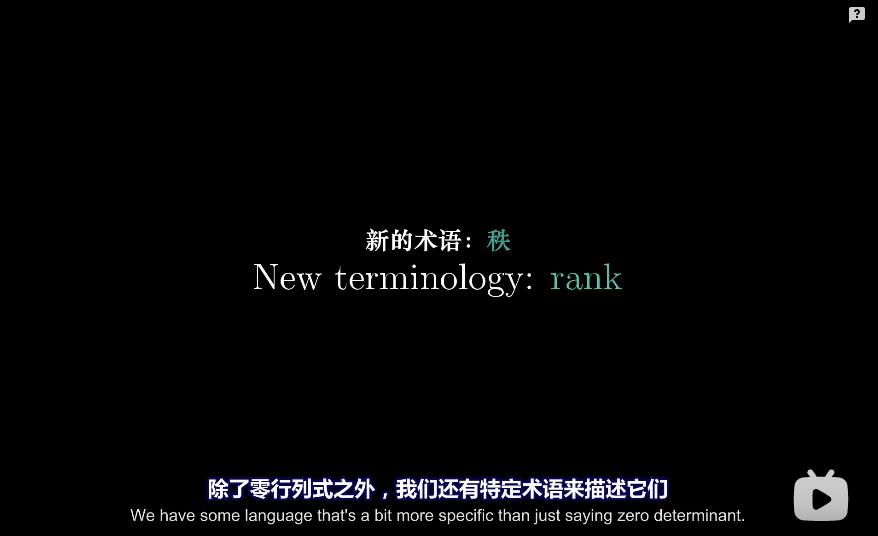 ?
新的术语：秩
New terminology: rank
除了零行列式之外，我们还有特定术语来描述它们
We have some language that's a bit more specific than just saying zero determinant.